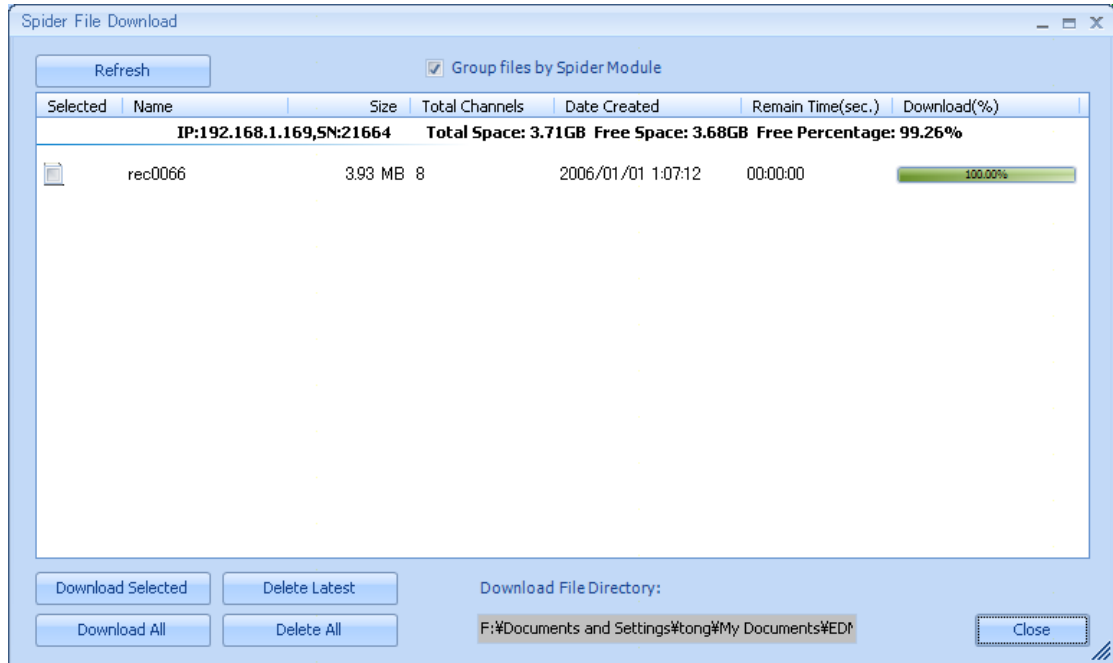 Spider File Download
Refresh
Group files by Spider Module
Selected Name Size Total Channels Date Created Remain Time(sec.) Download(%)
IP:192.168.1.169,SN:21664 Total Space: 3.71GB Free Space: 3.68GB Free Percentage: 99.26%
rec0066 3.93 MB 8 2006/01/01 1:07:12 00:00:00 100.00%
Download Selected Delete Latest Download File Directory:
Download All Delete All F:¥Documents and Settings¥tong¥My Documents¥EDM Close